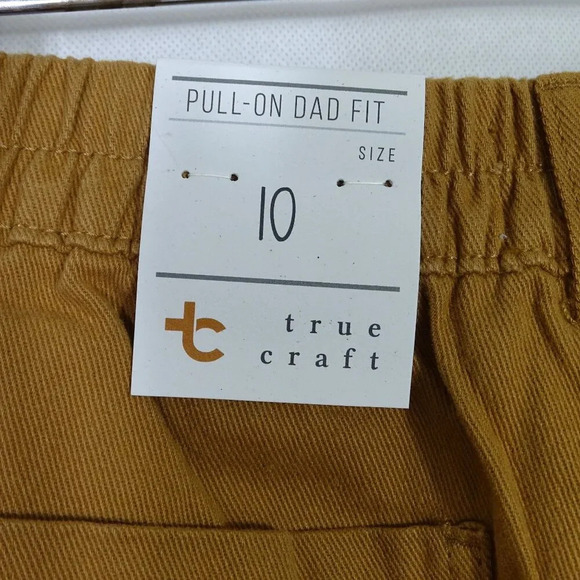 PULL-ON DAD FIT
SIZE
10
tc
true
craft